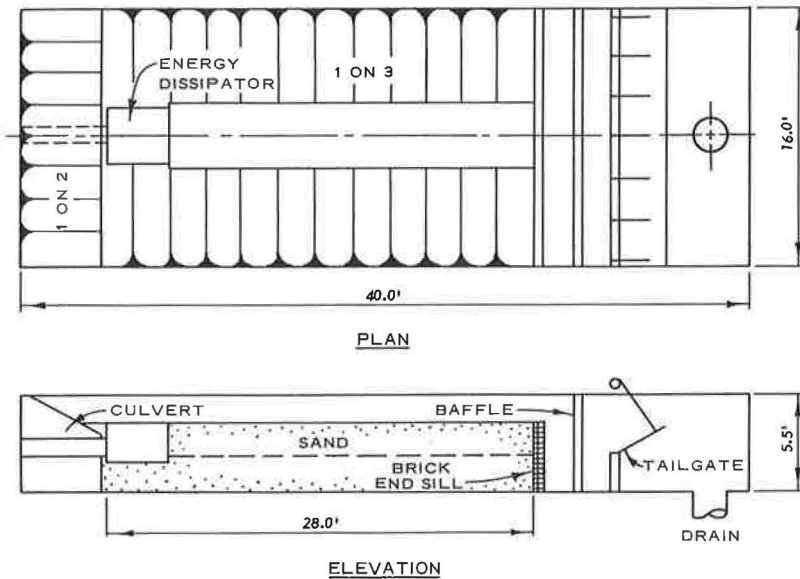 ENERGY
DISSIPATOR
1 ON 3
1 ON 2
16.0'
40.0'
PLAN
CULVERT
BAFFLE
SAND
BRICK
END SILL
TAILGATE
5.5'
28.0'
DRAIN
ELEVATION